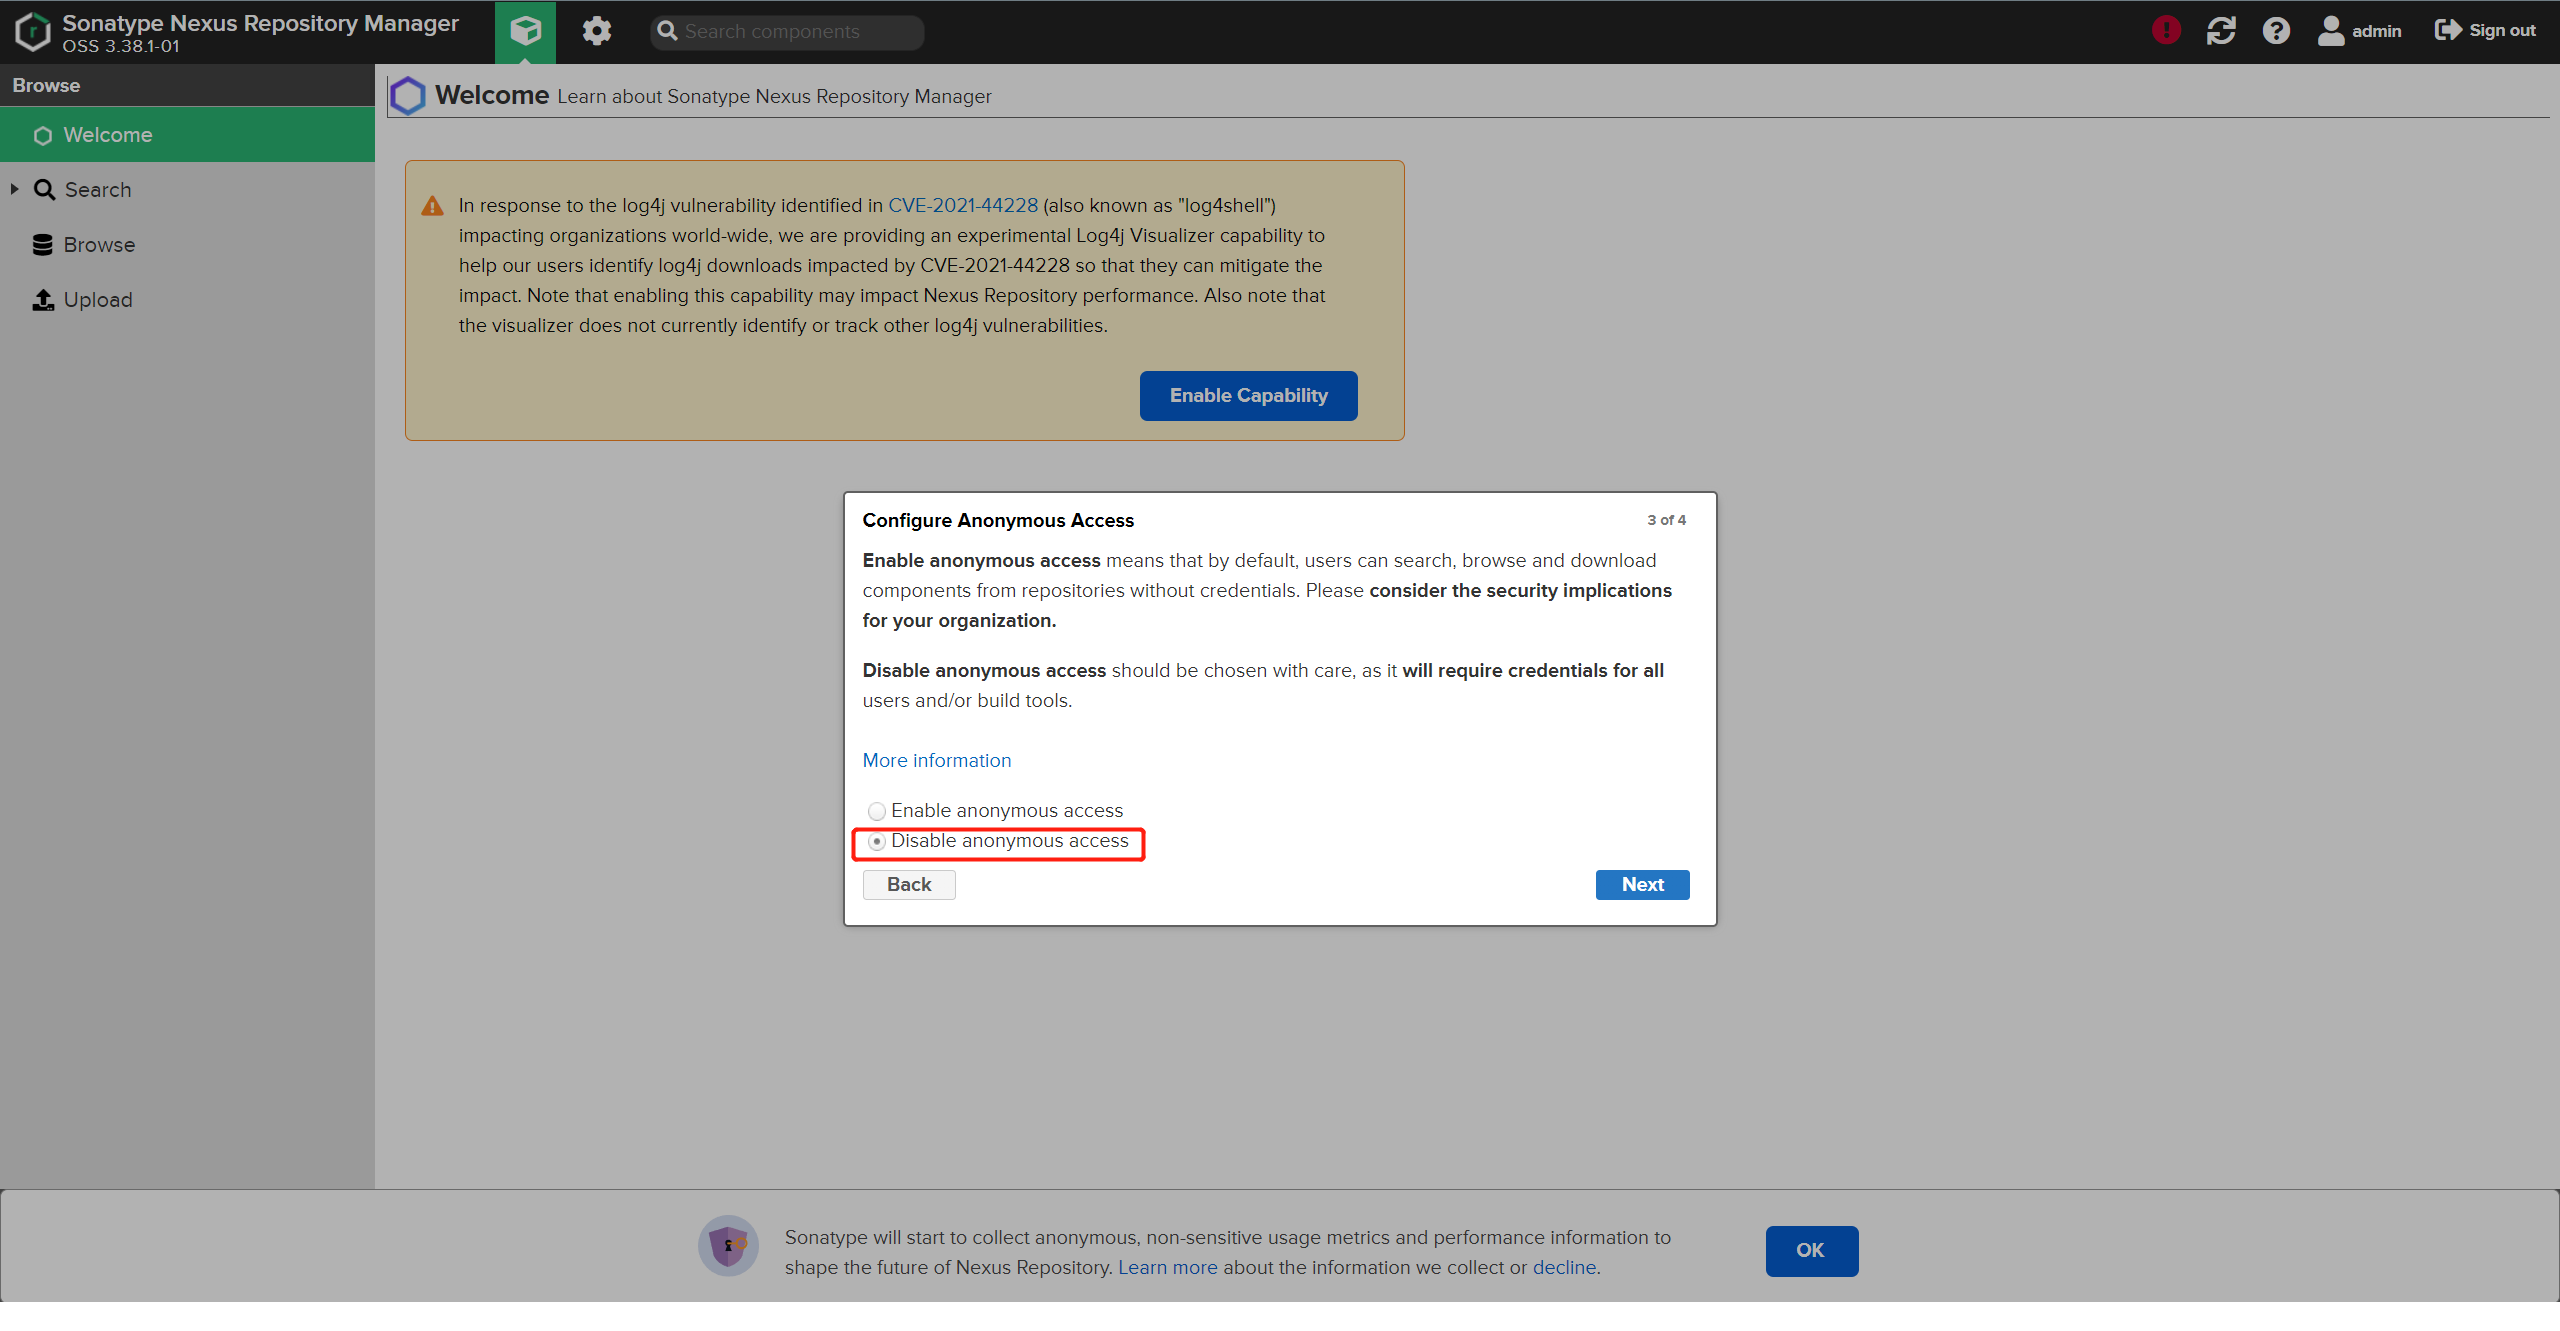 Sonatype Nexus Repository Manager
OSS 3.38.1-01
Search components
admin
Sign out
Browse
Welcome
Search
Browse
Upload
Welcome Learn about Sonatype Nexus Repository Manager
In response to the log4j vulnerability identified in CVE-2021-44228 (also known as "log4shell")
impacting organizations world-wide, we are providing an experimental Log4j Visualizer capability to
help our users identify log4j downloads impacted by CVE-2021-44228 so that they can mitigate the
impact. Note that enabling this capability may impact Nexus Repository performance. Also note that
the visualizer does not currently identify or track other log4j vulnerabilities.
Enable Capability
Configure Anonymous Access
3 of 4
Enable anonymous access means that by default, users can search, browse and download
components from repositories without credentials. Please consider the security implications
for your organization.
Disable anonymous access should be chosen with care, as it will require credentials for all
users and/or build tools.
More information
Enable anonymous access
Disable anonymous access
Back
Next
Sonatype will start to collect anonymous, non-sensitive usage metrics and performance information to
shape the future of Nexus Repository. Learn more about the information we collect or decline.
OK